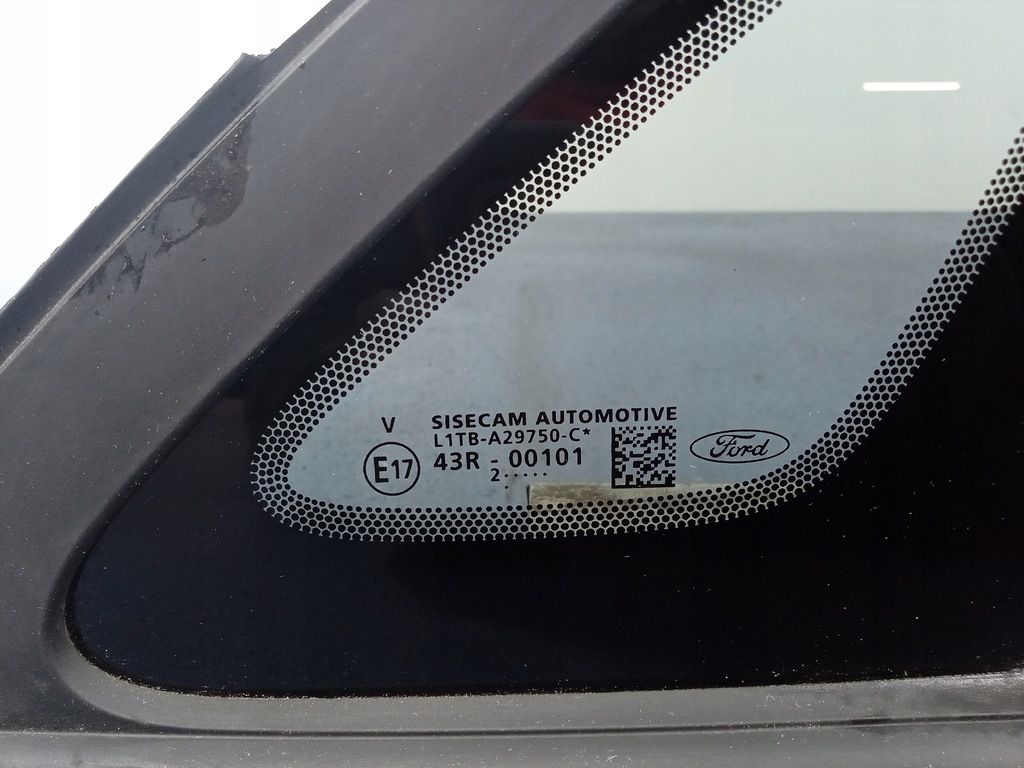 V
SISECAM AUTOMOTIVE
L1TB-A29750-C*
E17
43R - 00101
2·····
Ford